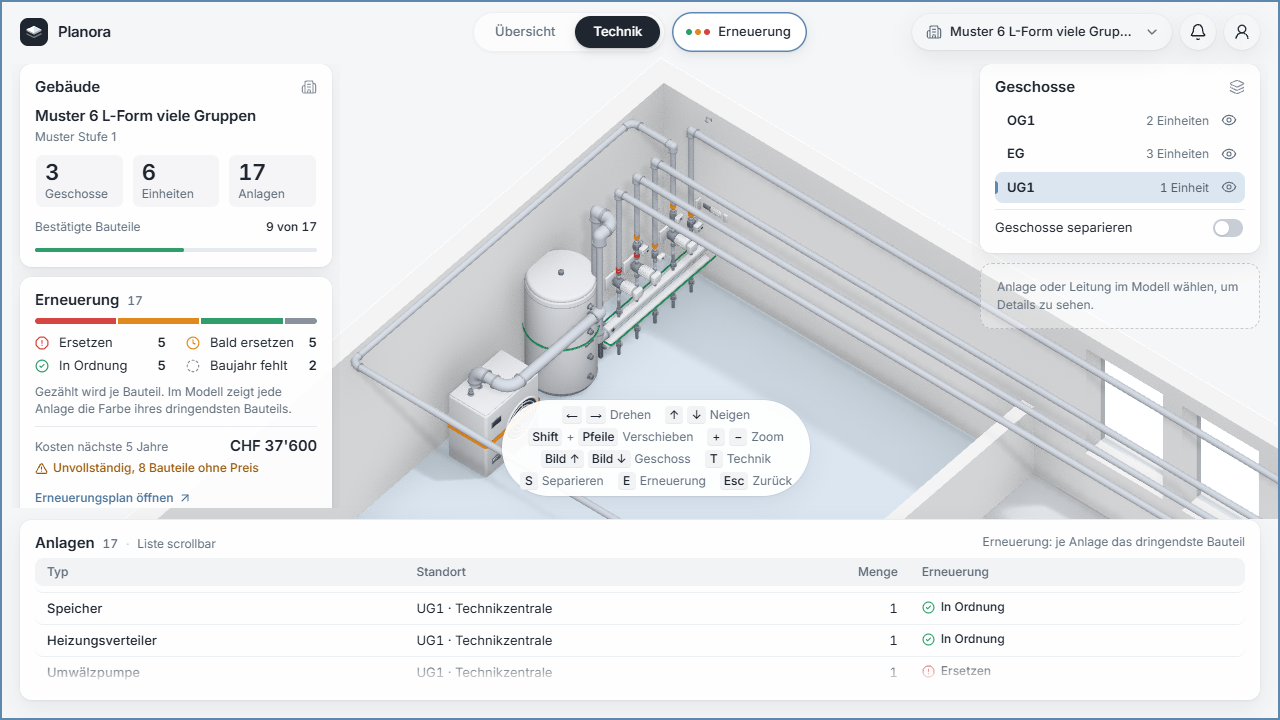 Planora
Übersicht
Technik
Erneuerung
Muster 6 L-Form viele Grup...
Gebäude
Muster 6 L-Form viele Gruppen
Muster Stufe 1
3
Geschosse
6
Einheiten
17
Anlagen
Bestätigte Bauteile
9 von 17
Erneuerung 17
Ersetzen 5
Bald ersetzen 5
In Ordnung 5
Baujahr fehlt 2
Gezählt wird je Bauteil. Im Modell zeigt jede
Anlage die Farbe ihres dringendsten Bauteils.
Kosten nächste 5 Jahre CHF 37'600
Unvollständig, 8 Bauteile ohne Preis
Erneuerungsplan öffnen ↗
Geschosse
OG1 2 Einheiten
EG 3 Einheiten
UG1 1 Einheit
Geschosse separieren
Anlage oder Leitung im Modell wählen, um
Details zu sehen.
← → Drehen ↑ ↓ Neigen
Shift + Pfeile Verschieben + − Zoom
Bild ↑ Bild ↓ Geschoss T Technik
S Separieren E Erneuerung Esc Zurück
Anlagen 17 · Liste scrollbar
Erneuerung: je Anlage das dringendste Bauteil
Typ Standort Menge Erneuerung
Speicher UG1 · Technikzentrale 1 In Ordnung
Heizungsverteiler UG1 · Technikzentrale 1 In Ordnung
Umwälzpumpe UG1 · Technikzentrale 1 Ersetzen